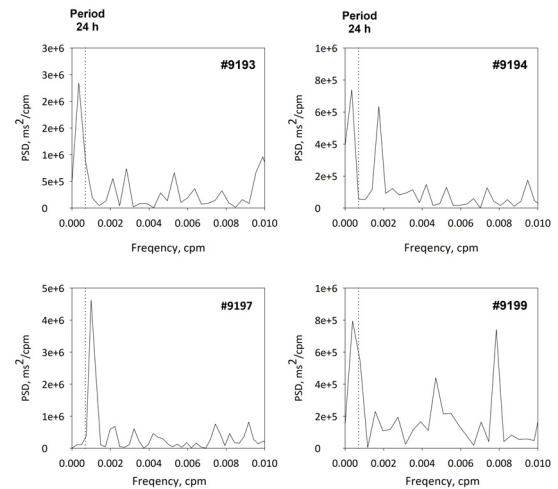 Period
24 h
Period
24 h
3e+6
3e+6
2e+6
2e+6
1e+6
5e+5
0
PSD, ms²/cpm
#9193
0.000 0.002 0.004 0.006 0.008 0.010
Freqency, cpm
1e+6
8e+5
6e+5
4e+5
2e+5
0
PSD, ms²/cpm
#9194
0.000 0.002 0.004 0.006 0.008 0.010
Freqency, cpm
5e+6
4e+6
3e+6
2e+6
1e+6
0
PSD, ms²/cpm
#9197
0.000 0.002 0.004 0.006 0.008 0.010
Freqency, cpm
1e+6
8e+5
6e+5
4e+5
2e+5
0
PSD, ms²/cpm
#9199
0.000 0.002 0.004 0.006 0.008 0.010
Freqency, cpm